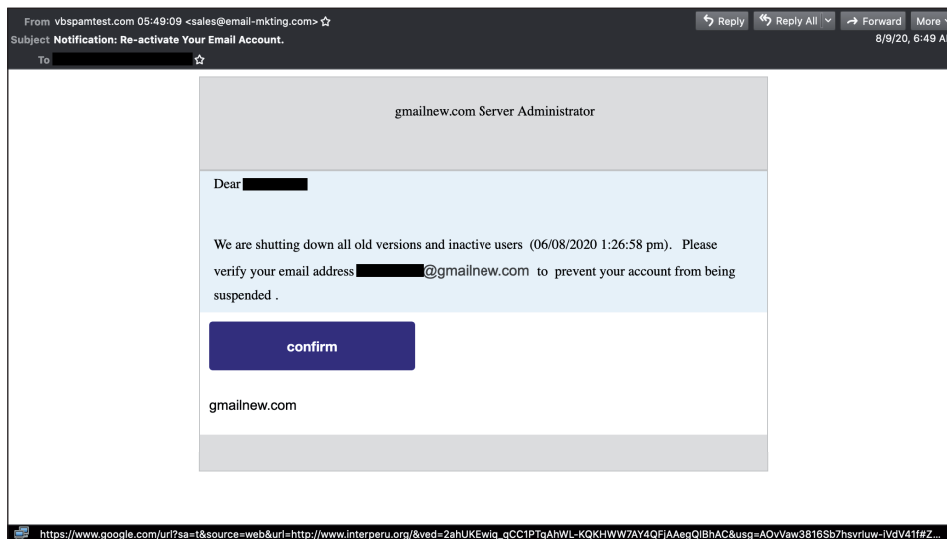 From vbspamtest.com 05:49:09 <sales@email-mkting.com>
Reply Reply All Forward More
Subject Notification: Re-activate Your Email Account.
8/9/20, 6:49 A
To
gmailnew.com Server Administrator
Dear
We are shutting down all old versions and inactive users (06/08/2020 1:26:58 pm). Please
verify your email address @gmailnew.com to prevent your account from being
suspended .
confirm
gmailnew.com
https://www.google.com/url?sa=t&source=web&url=http://www.interperu.org/&ved=2ahUKEwig_qCC1PTqAhWL-KQKHWW7AY4QFjAAegQIBhAC&usg=AOvVaw3816Sb7hsvrIuw-iVdV41f#Z...